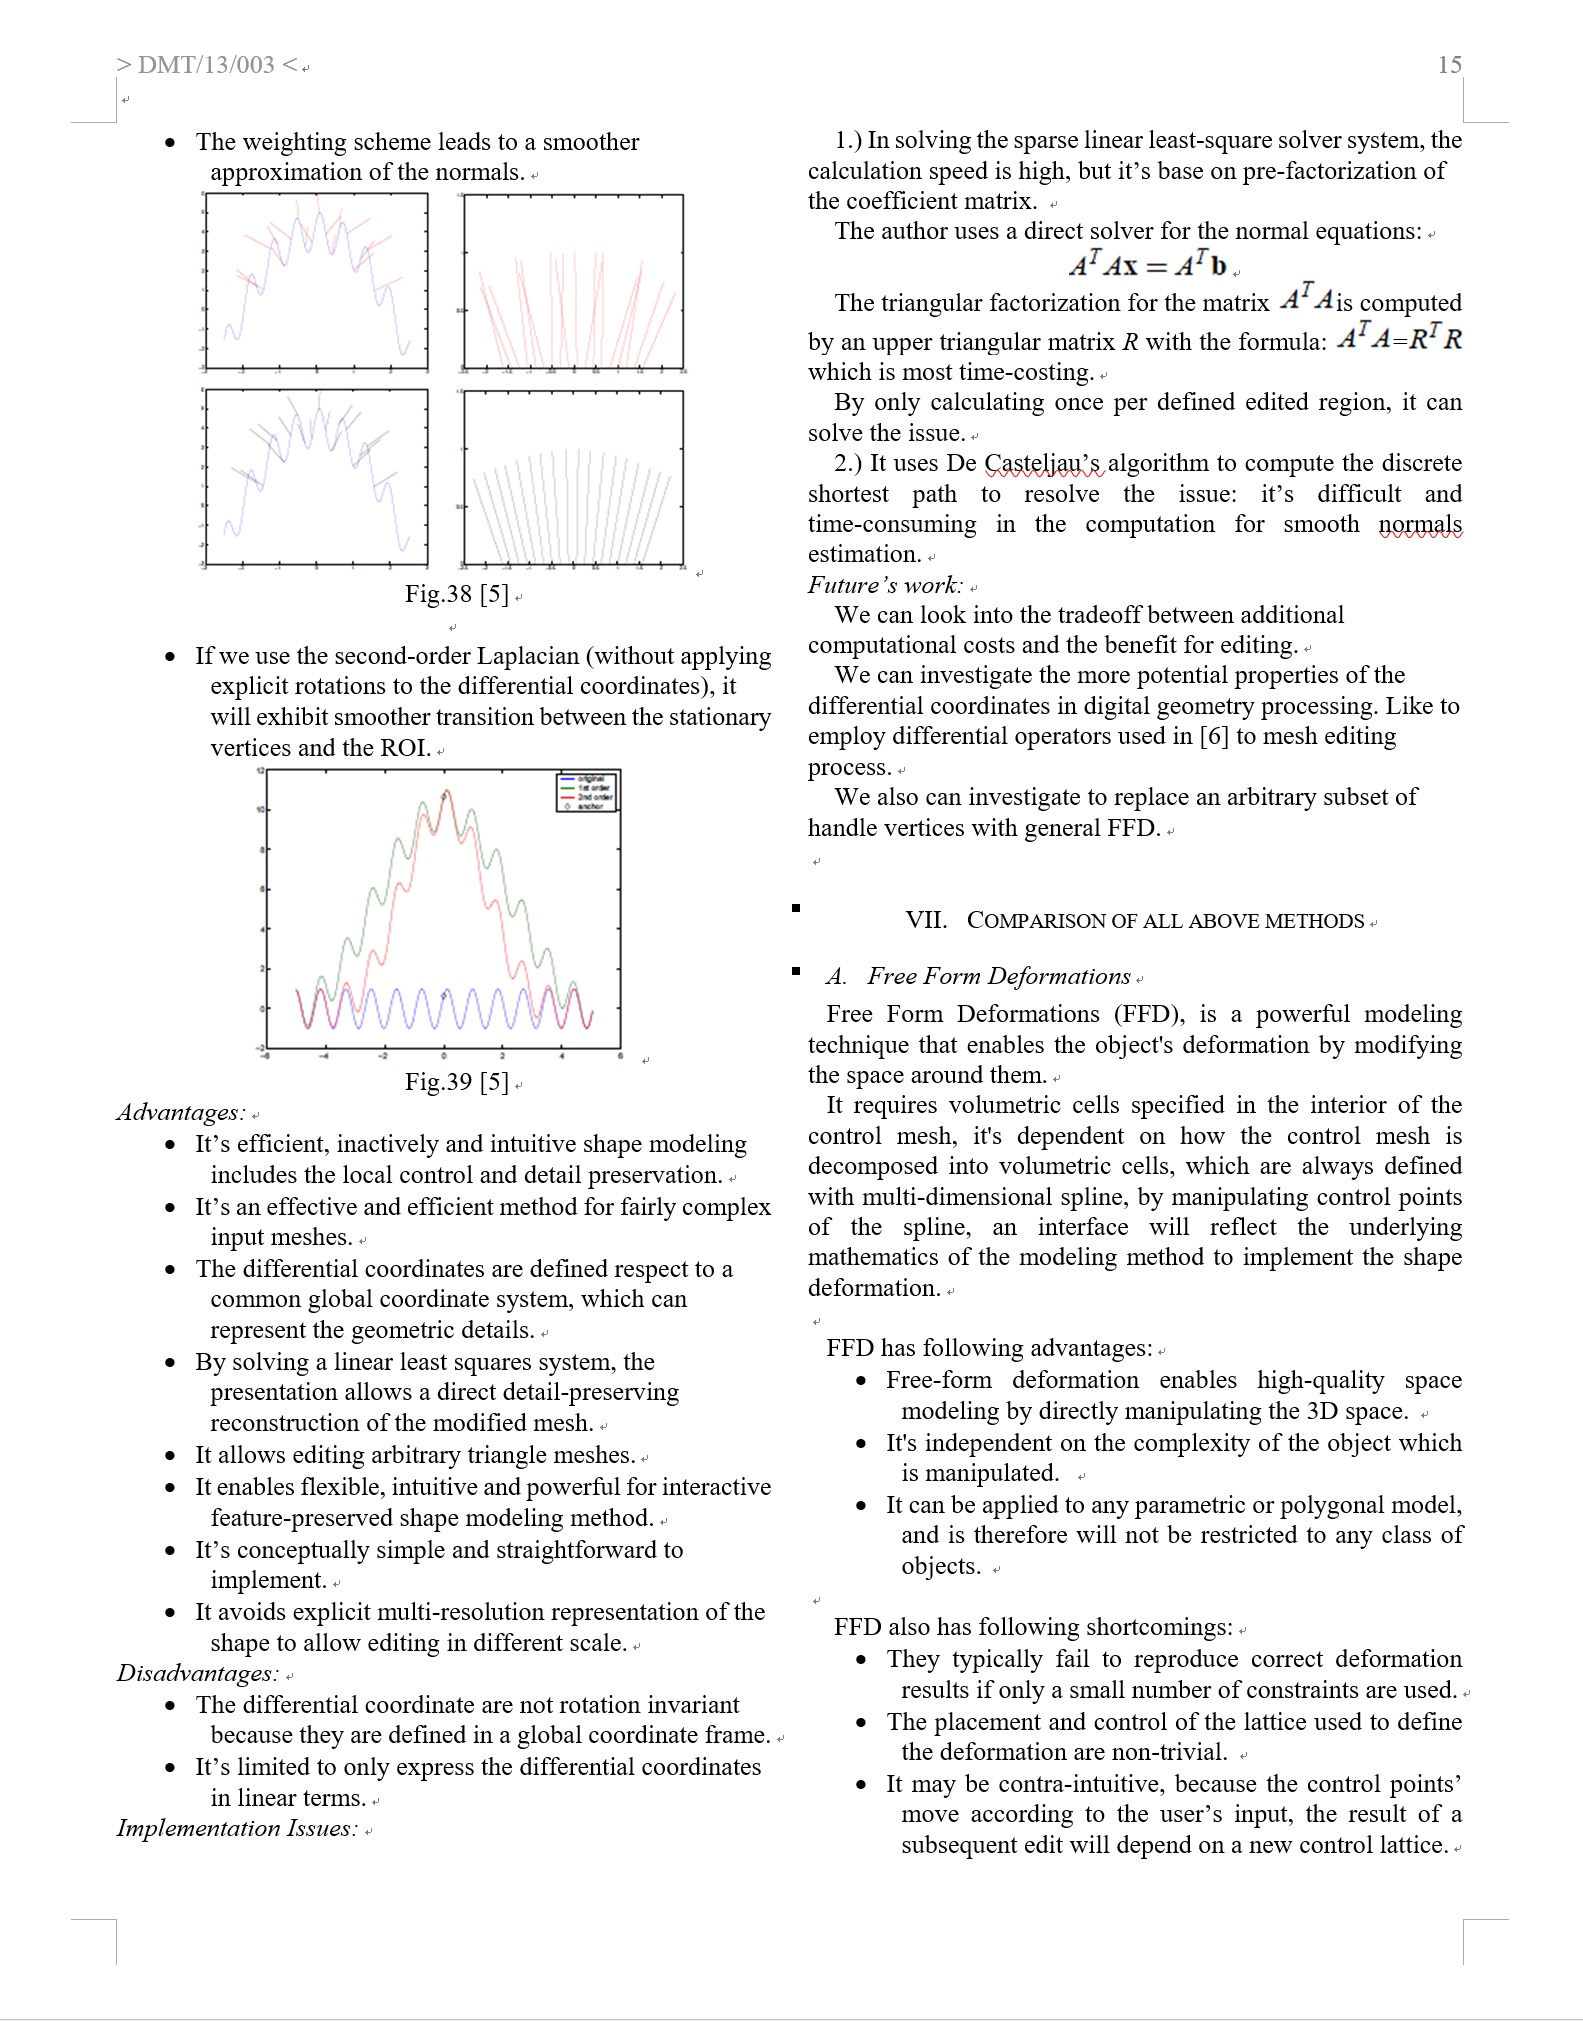 > DMT/13/003 <
15
• The weighting scheme leads to a smoother
approximation of the normals.
Fig.38 [5]
• If we use the second-order Laplacian (without applying
explicit rotations to the differential coordinates), it
will exhibit smoother transition between the stationary
vertices and the ROI.
original
1st order
2nd order
anchor
12
10
8
6
4
2
0
-2
-6 -4 -2 0 2 4 6
Fig.39 [5]
Advantages:
• It’s efficient, inactively and intuitive shape modeling
includes the local control and detail preservation.
• It’s an effective and efficient method for fairly complex
input meshes.
• The differential coordinates are defined respect to a
common global coordinate system, which can
represent the geometric details.
• By solving a linear least squares system, the
presentation allows a direct detail-preserving
reconstruction of the modified mesh.
• It allows editing arbitrary triangle meshes.
• It enables flexible, intuitive and powerful for interactive
feature-preserved shape modeling method.
• It’s conceptually simple and straightforward to
implement.
• It avoids explicit multi-resolution representation of the
shape to allow editing in different scale.
Disadvantages:
• The differential coordinate are not rotation invariant
because they are defined in a global coordinate frame.
• It’s limited to only express the differential coordinates
in linear terms.
Implementation Issues:
1.) In solving the sparse linear least-square solver system, the
calculation speed is high, but it’s base on pre-factorization of
the coefficient matrix.
The author uses a direct solver for the normal equations:
A^T Ax = A^T b
The triangular factorization for the matrix A^T A is computed
by an upper triangular matrix R with the formula: A^T A=R^T R
which is most time-costing.
By only calculating once per defined edited region, it can
solve the issue.
2.) It uses De Casteljau’s algorithm to compute the discrete
shortest path to resolve the issue: it’s difficult and
time-consuming in the computation for smooth normals
estimation.
Future’s work:
We can look into the tradeoff between additional
computational costs and the benefit for editing.
We can investigate the more potential properties of the
differential coordinates in digital geometry processing. Like to
employ differential operators used in [6] to mesh editing
process.
We also can investigate to replace an arbitrary subset of
handle vertices with general FFD.
VII. COMPARISON OF ALL ABOVE METHODS
A. Free Form Deformations
Free Form Deformations (FFD), is a powerful modeling
technique that enables the object's deformation by modifying
the space around them.
It requires volumetric cells specified in the interior of the
control mesh, it's dependent on how the control mesh is
decomposed into volumetric cells, which are always defined
with multi-dimensional spline, by manipulating control points
of the spline, an interface will reflect the underlying
mathematics of the modeling method to implement the shape
deformation.
FFD has following advantages:
• Free-form deformation enables high-quality space
modeling by directly manipulating the 3D space.
• It's independent on the complexity of the object which
is manipulated.
• It can be applied to any parametric or polygonal model,
and is therefore will not be restricted to any class of
objects.
FFD also has following shortcomings:
• They typically fail to reproduce correct deformation
results if only a small number of constraints are used.
• The placement and control of the lattice used to define
the deformation are non-trivial.
• It may be contra-intuitive, because the control points’
move according to the user’s input, the result of a
subsequent edit will depend on a new control lattice.